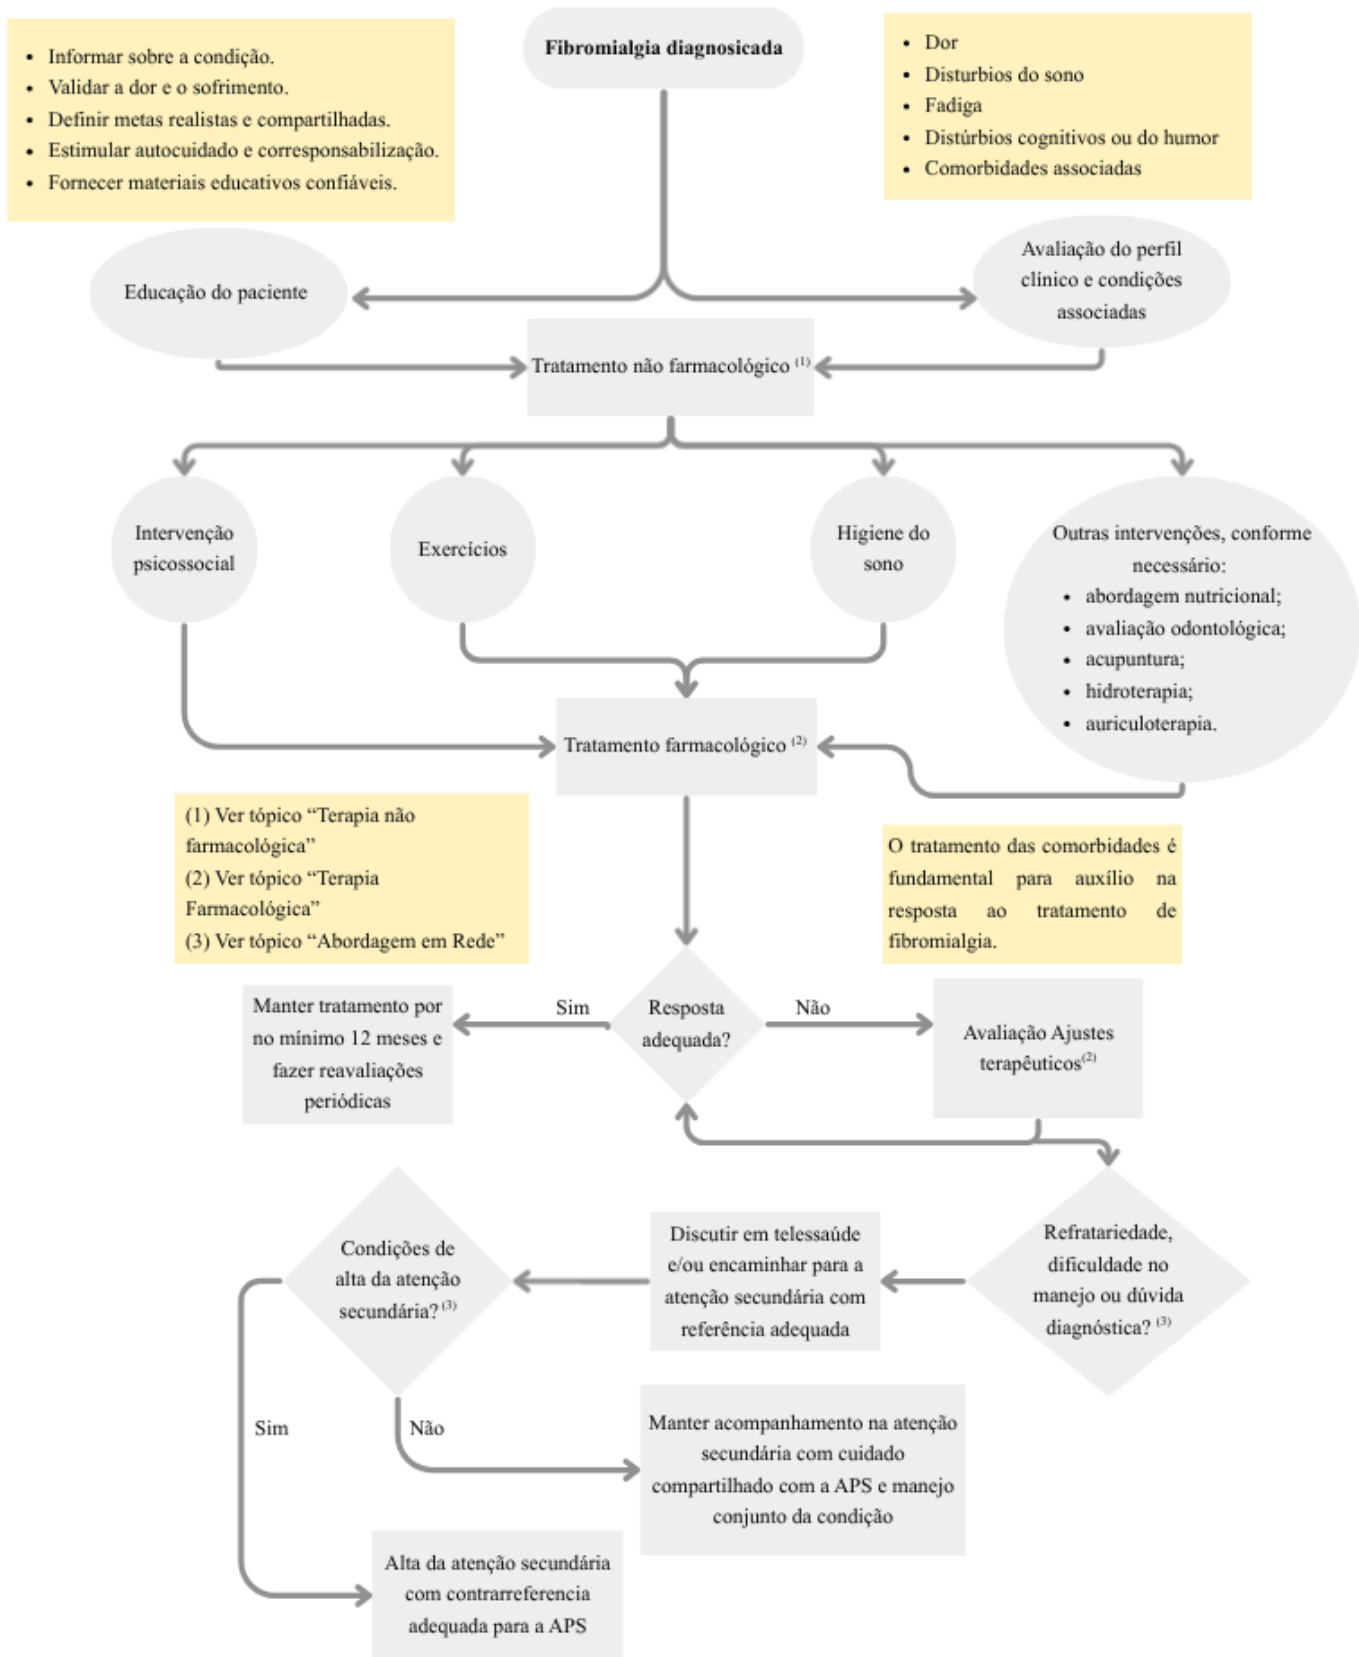 Fibromialgia diagnosicada
• Informar sobre a condição.
• Validar a dor e o sofrimento.
• Definir metas realistas e compartilhadas.
• Estimular autocuidado e corresponsabilização.
• Fornecer materiais educativos confiáveis.
• Dor
• Disturbios do sono
• Fadiga
• Distúrbios cognitivos ou do humor
• Comorbidades associadas
Educação do paciente
Avaliação do perfil
clínico e condições
associadas
Tratamento não farmacológico (1)
Intervenção
psicossocial
Exercícios
Higiene do
sono
Outras intervenções, conforme
necessário:
• abordagem nutricional;
• avaliação odontológica;
• acupuntura;
• hidroterapia;
• auriculoterapia.
Tratamento farmacológico (2)
(1) Ver tópico “Terapia não
farmacológica”
(2) Ver tópico “Terapia
Farmacológica”
(3) Ver tópico “Abordagem em Rede”
O tratamento das comorbidades é
fundamental para auxílio na
resposta ao tratamento de
fibromialgia.
Resposta
adequada?
Sim
Não
Manter tratamento por
no mínimo 12 meses e
fazer reavaliações
periódicas
Avaliação Ajustes
terapêuticos(2)
Refratariedade,
dificuldade no
manejo ou dúvida
diagnóstica? (3)
Discutir em telessaúde
e/ou encaminhar para a
atenção secundária com
referência adequada
Condições de
alta da atenção
secundária? (3)
Sim
Não
Manter acompanhamento na atenção
secundária com cuidado
compartilhado com a APS e manejo
conjunto da condição
Alta da atenção secundária
com contrarreferencia
adequada para a APS